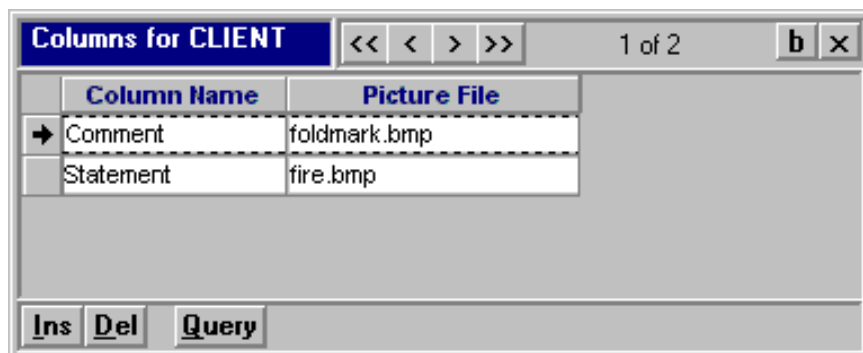 Columns for CLIENT << < > >> 1 of 2 b ×
Column Name Picture File
Comment foldmark.bmp
Statement fire.bmp
Ins Del Query